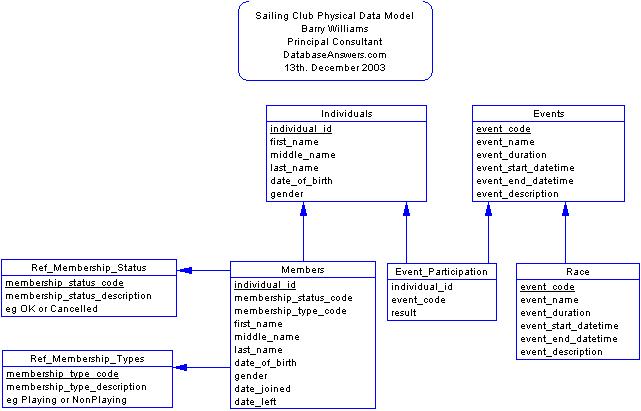 Sailing Club Physical Data Model
Barry Williams
Principal Consultant
DatabaseAnswers.com
13th. December 2003
Individuals
individual_id
first_name
middle_name
last_name
date_of_birth
gender
Events
event_code
event_name
event_duration
event_start_datetime
event_end_datetime
event_description
Ref_Membership_Status
membership_status_code
membership_status_description
eg OK or Cancelled
Ref_Membership_Types
membership_type_code
membership_type_description
eg Playing or NonPlaying
Members
individual_id
membership_status_code
membership_type_code
first_name
middle_name
last_name
date_of_birth
gender
date_joined
date_left
Event_Participation
individual_id
event_code
result
Race
event_code
event_name
event_duration
event_start_datetime
event_end_datetime
event_description